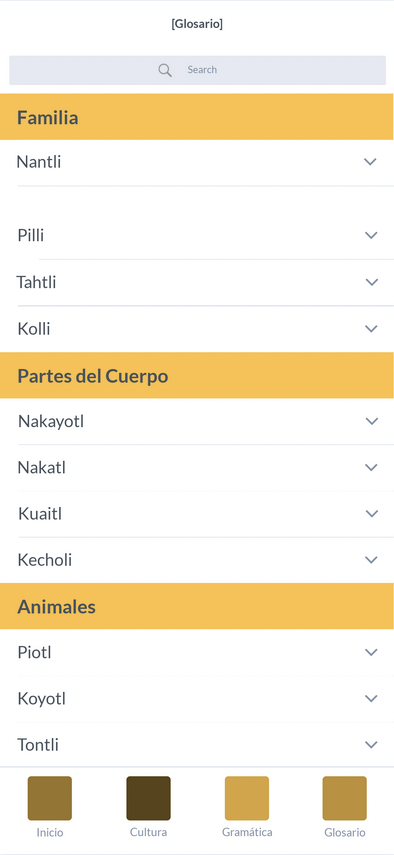 [Glosario]
Search
Familia
Nantli
Pilli
Tahtli
Kolli
Partes del Cuerpo
Nakayotl
Nakatl
Kuaitl
Kecholi
Animales
Piotl
Koyotl
Tontli
Inicio
Cultura
Gramática
Glosario